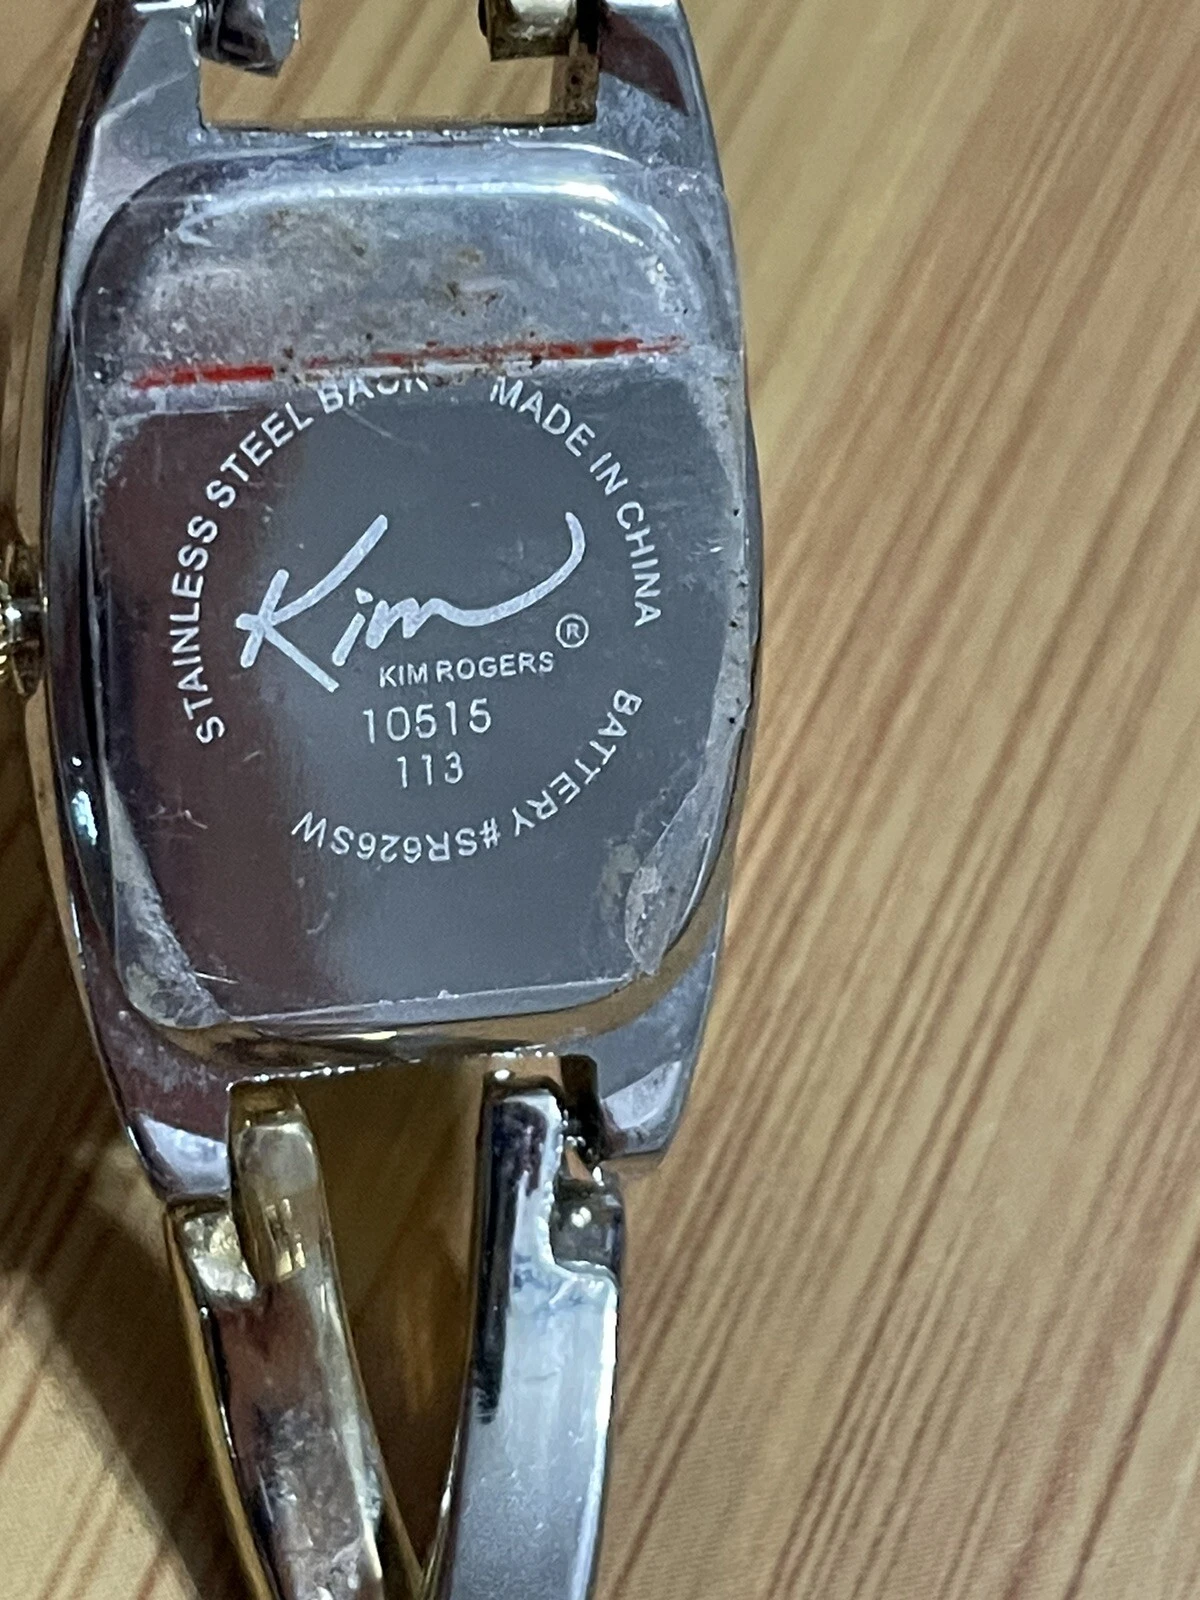 STAINLESS STEEL BACK
MADE IN CHINA
Kim®
KIM ROGERS
10515
113
BATTERY #SR626SW